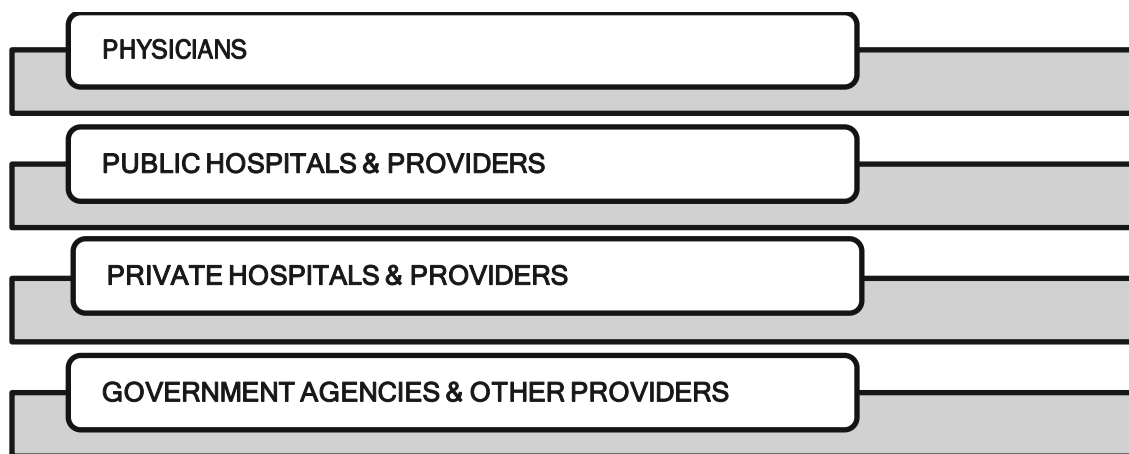 PHYSICIANS
PUBLIC HOSPITALS & PROVIDERS
PRIVATE HOSPITALS & PROVIDERS
GOVERNMENT AGENCIES & OTHER PROVIDERS